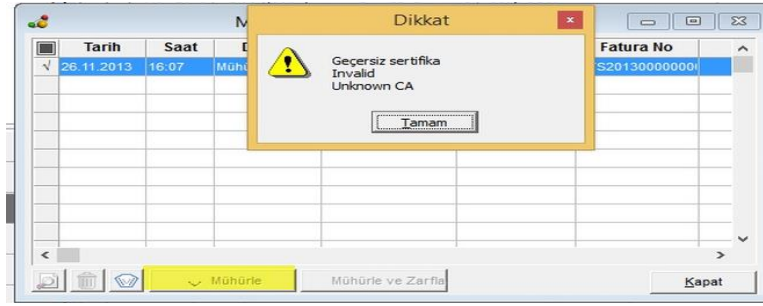 Dikkat
Tarih Saat Fatura No
26.11.2013 16:07
Geçersiz sertifika
Invalid
Unknown CA
Tamam
Mühürle Mühürle ve Zarfla Kapat